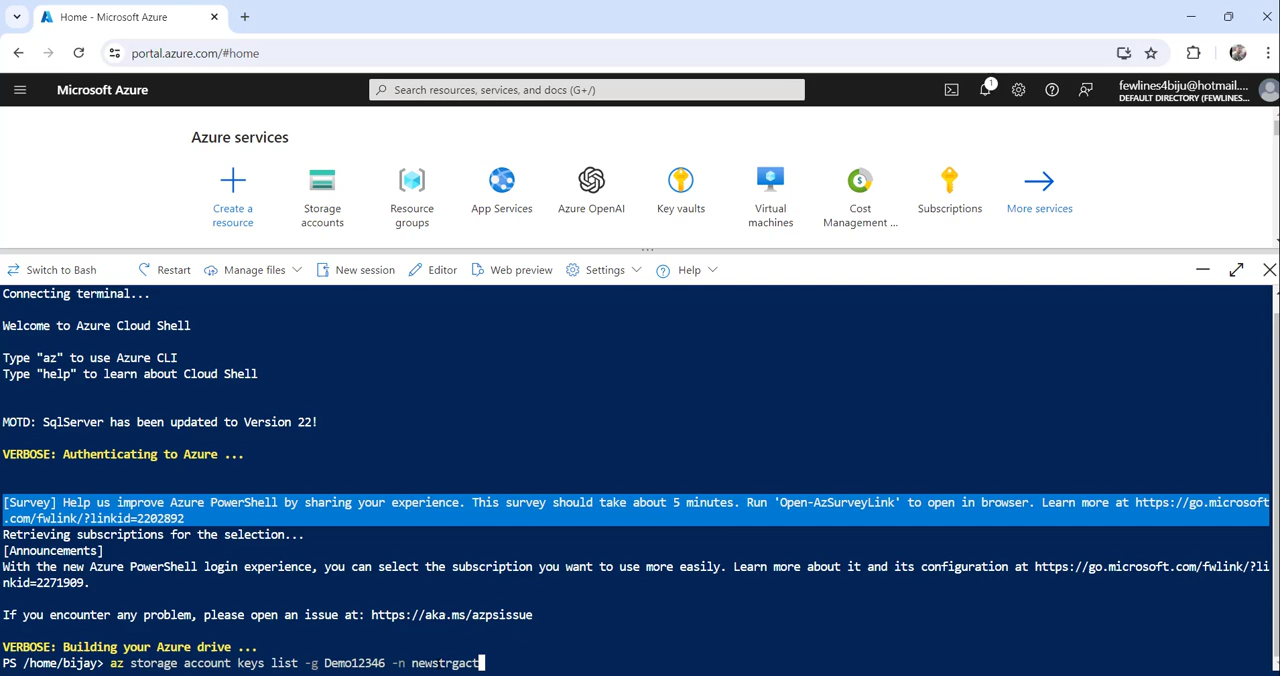 Home - Microsoft Azure
portal.azure.com/#home
Microsoft Azure
Search resources, services, and docs (G+/)
1
fewlines4biju@hotmail....
DEFAULT DIRECTORY (FEWLINES...
Azure services
Create a resource
Storage accounts
Resource groups
App Services
Azure OpenAI
Key vaults
Virtual machines
Cost Management ...
Subscriptions
More services
Switch to Bash
Restart
Manage files
New session
Editor
Web preview
Settings
Help
Connecting terminal...
Welcome to Azure Cloud Shell
Type "az" to use Azure CLI
Type "help" to learn about Cloud Shell
MOTD: SqlServer has been updated to Version 22!
VERBOSE: Authenticating to Azure ...
[Survey] Help us improve Azure PowerShell by sharing your experience. This survey should take about 5 minutes. Run 'Open-AzSurveyLink' to open in browser. Learn more at https://go.microsoft
.com/fwlink/?linkid=2202892
Retrieving subscriptions for the selection...
[Announcements]
With the new Azure PowerShell login experience, you can select the subscription you want to use more easily. Learn more about it and its configuration at https://go.microsoft.com/fwlink/?li
nkid=2271909.
If you encounter any problem, please open an issue at: https://aka.ms/azpsissue
VERBOSE: Building your Azure drive ...
PS /home/bijay> az storage account keys list -g Demo12346 -n newstrgact